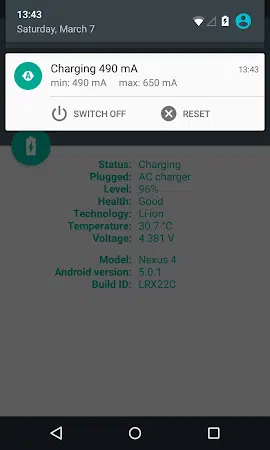 13:43
Saturday, March 7
Charging 490 mA
13:43
min: 490 mA max: 650 mA
SWITCH OFF RESET
Status: Charging
Plugged: AC charger
Level: 96%
Health: Good
Technology: Li-ion
Temperature: 30.7 °C
Voltage: 4.381 V
Model: Nexus 4
Android version: 5.0.1
Build ID: LRX22C